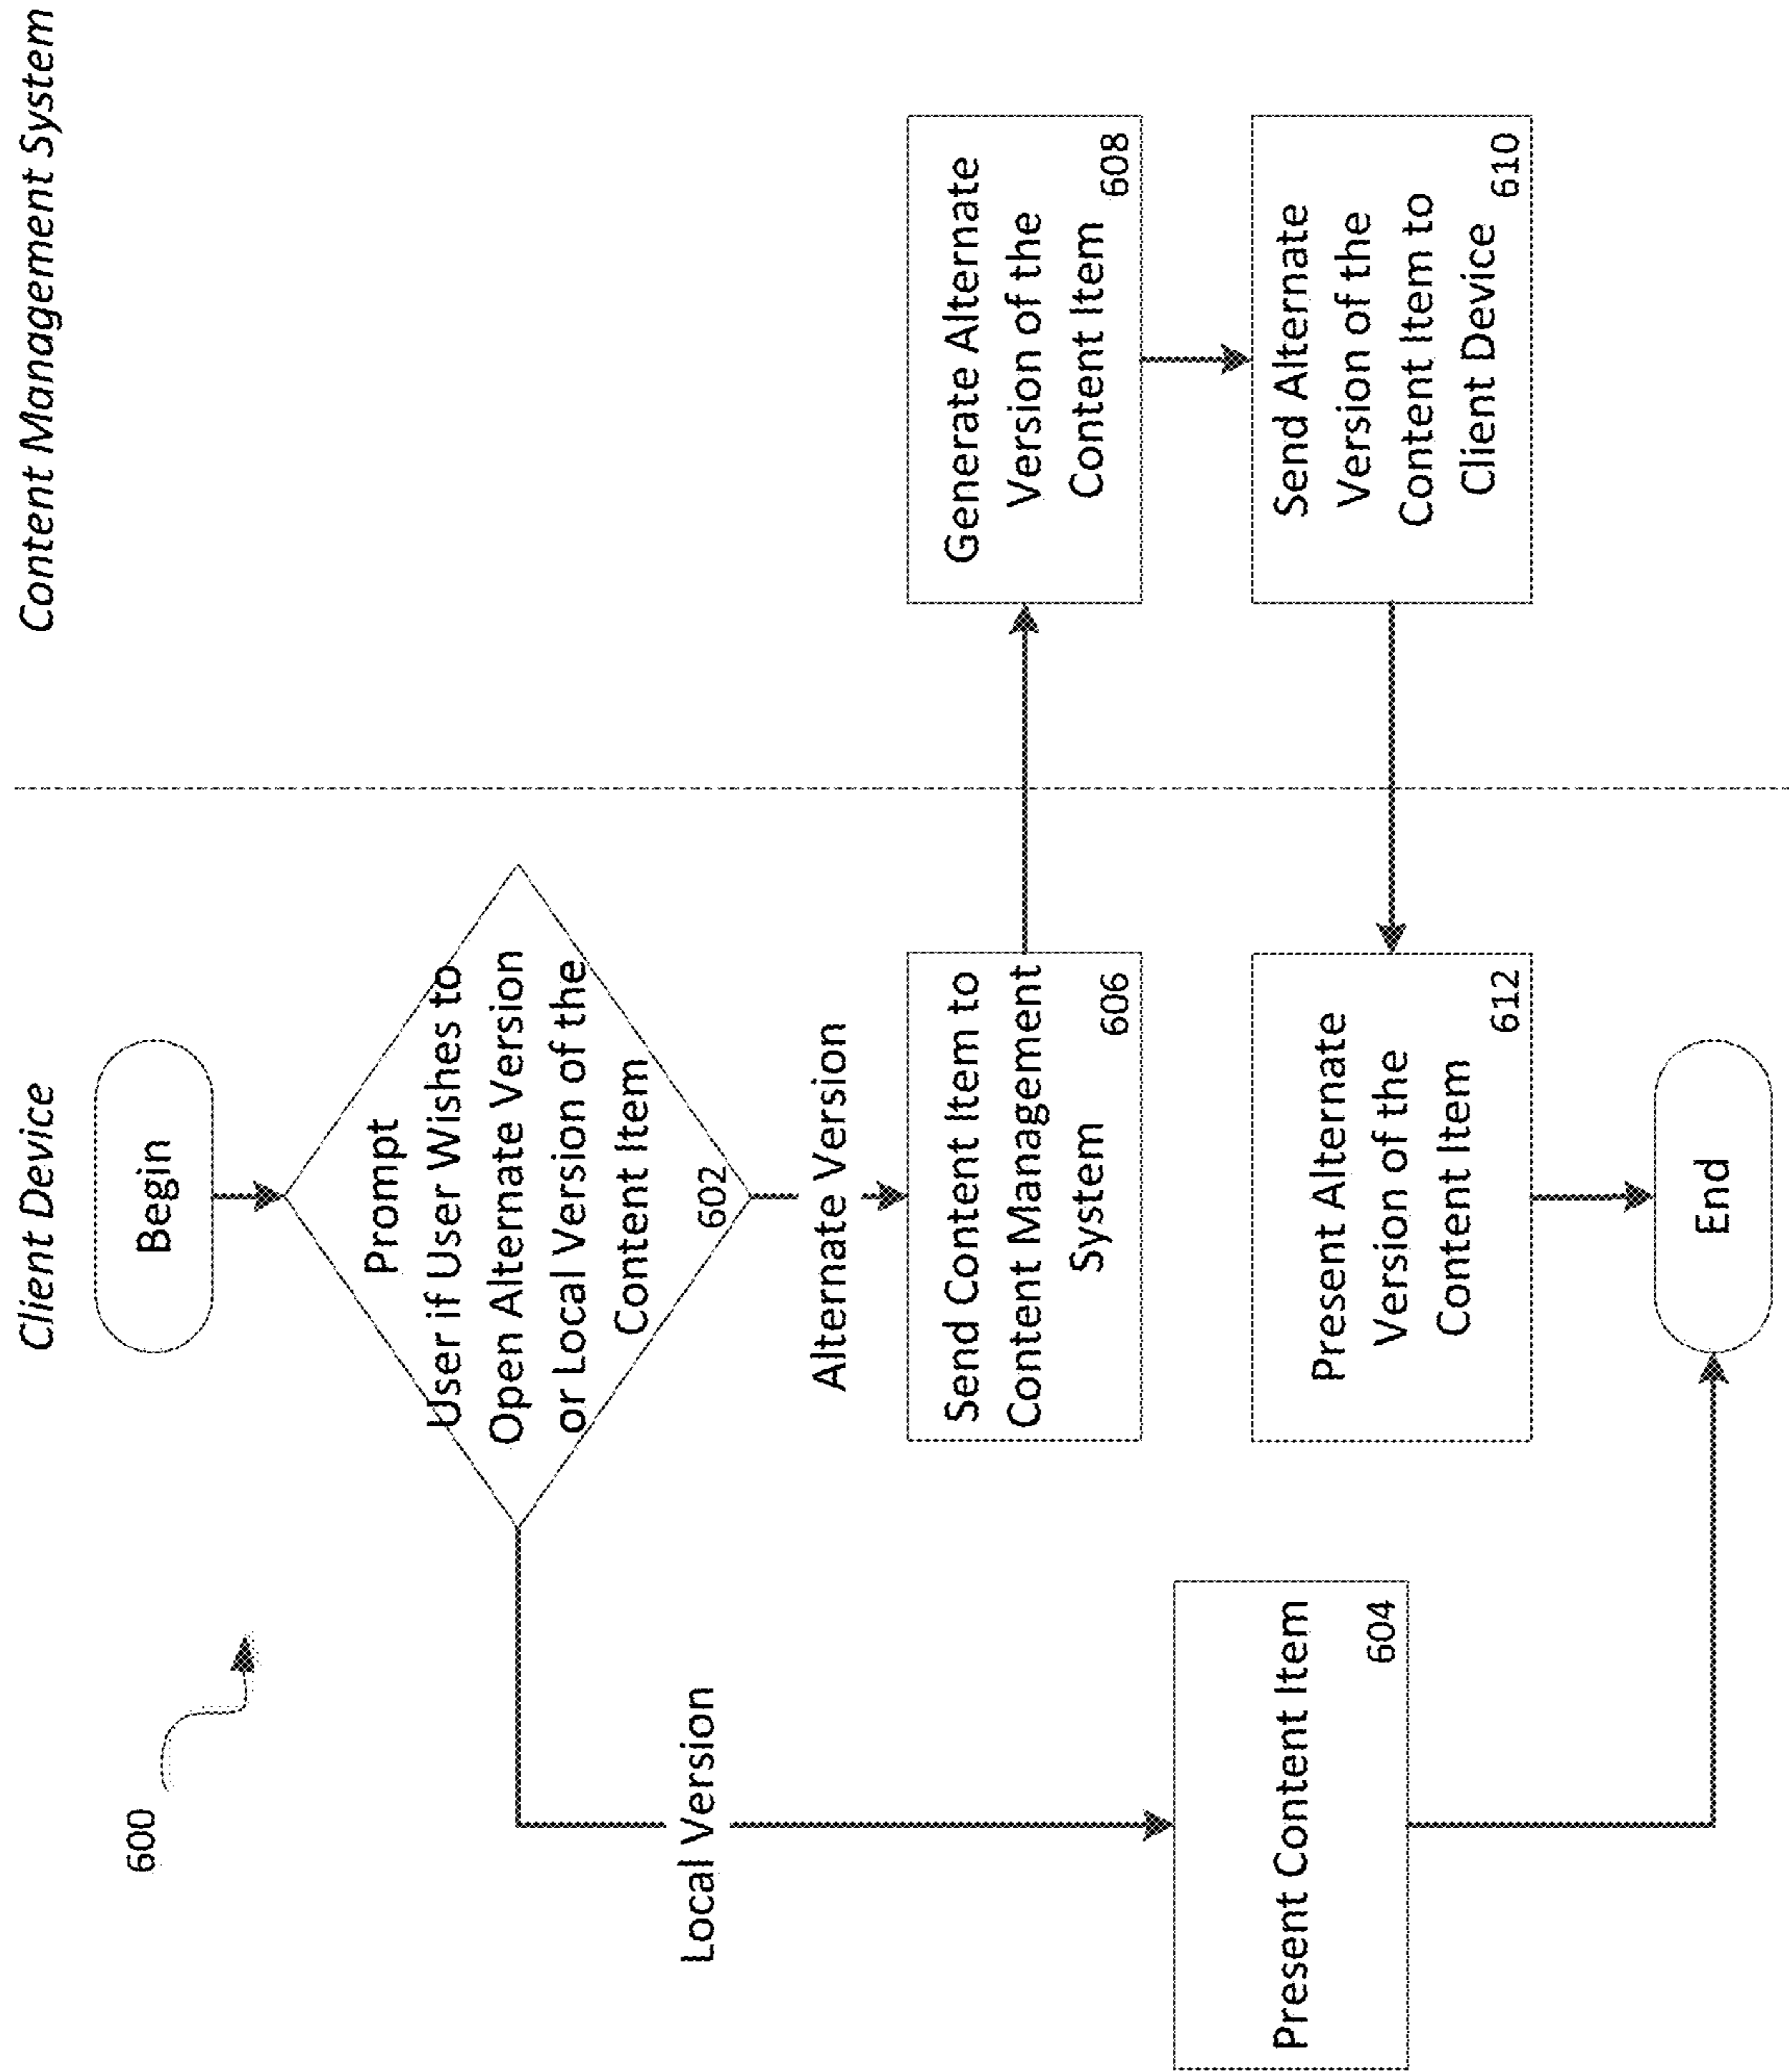 Client Device
Content Management System
600
Begin
Prompt
User if User Wishes to
Open Alternate Version
or Local Version of the
Content Item
602
Local Version
Alternate Version
Send Content Item to
Content Management
System
606
Generate Alternate
Version of the
Content Item
608
Present Content Item
604
Present Alternate
Version of the
Content Item
612
Send Alternate
Version of the
Content Item to
Client Device
610
End